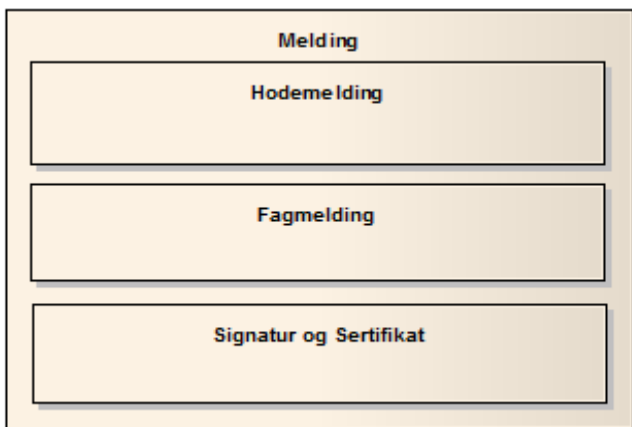 Melding
Hodemelding
Fagmelding
Signatur og Sertifikat